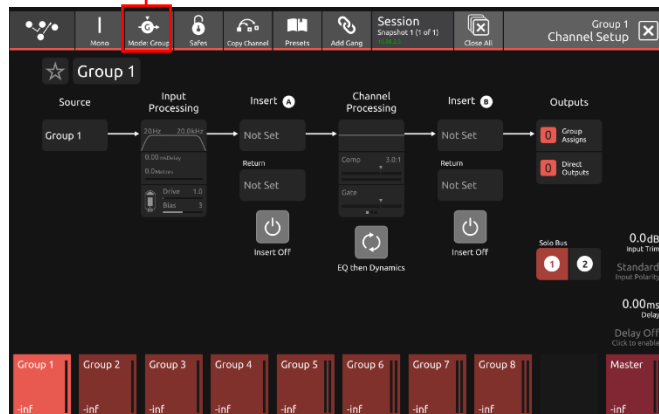 Mono
Mode: Group
Safes
Copy Channel
Presets
Add Gang
Session
Snapshot 1 (1 of 1)
Close All
Group 1
Channel Setup
Group 1
Source
Input
Processing
Insert A
Channel
Processing
Insert B
Outputs
Group 1
20 Hz 20.0kHz
Not Set
Not Set
0 Group
Assigns
0.00 msDelay
0.0Metres
Return
Comp 3.0:1
Return
0 Direct
Outputs
Drive 1.0
Bias 3
Not Set
Gate
Not Set
Insert Off
EQ then Dynamics
Insert Off
Solo Bus
1 2
0.0dB
Input Trim
Standard
Input Polarity
0.00ms
Delay
Delay Off
Click to enable
Group 1 Group 2 Group 3 Group 4 Group 5 Group 6 Group 7 Group 8 Master
-inf -inf -inf -inf -inf -inf -inf -inf -inf